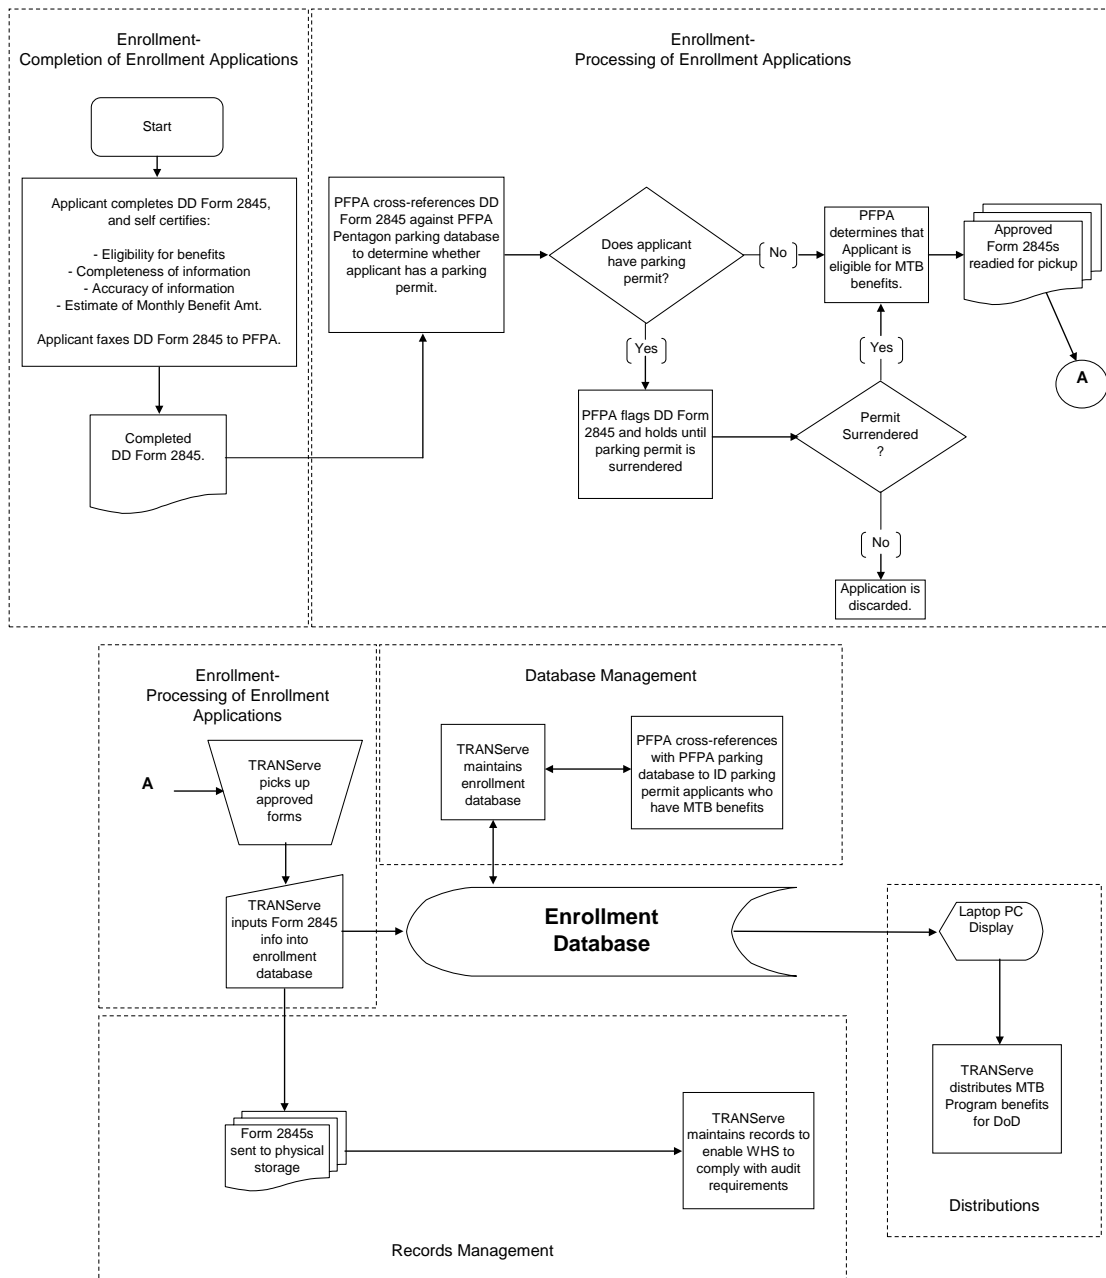 Enrollment-
Completion of Enrollment Applications
Start
Applicant completes DD Form 2845,
and self certifies:
- Eligibility for benefits
- Completeness of information
- Accuracy of information
- Estimate of Monthly Benefit Amt.
Applicant faxes DD Form 2845 to PFPA.
Completed
DD Form 2845.
Enrollment-
Processing of Enrollment Applications
PFPA cross-references DD
Form 2845 against PFPA
Pentagon parking database
to determine whether
applicant has a parking
permit.
Does applicant
have parking
permit?
No
PFPA
determines that
Applicant is
eligible for MTB
benefits.
Approved
Form 2845s
readied for pickup
A
Yes
PFPA flags DD Form
2845 and holds until
parking permit is
surrendered
Yes
Permit
Surrendered
?
No
Application is
discarded.
Enrollment-
Processing of Enrollment
Applications
A
TRANServe
picks up
approved
forms
TRANServe
inputs Form 2845
info into
enrollment
database
Database Management
TRANServe
maintains
enrollment
database
PFPA cross-references
with PFPA parking
database to ID parking
permit applicants who
have MTB benefits
Enrollment
Database
Laptop PC
Display
TRANServe
distributes MTB
Program benefits
for DoD
Distributions
Form 2845s
sent to physical
storage
TRANServe
maintains records to
enable WHS to
comply with audit
requirements
Records Management